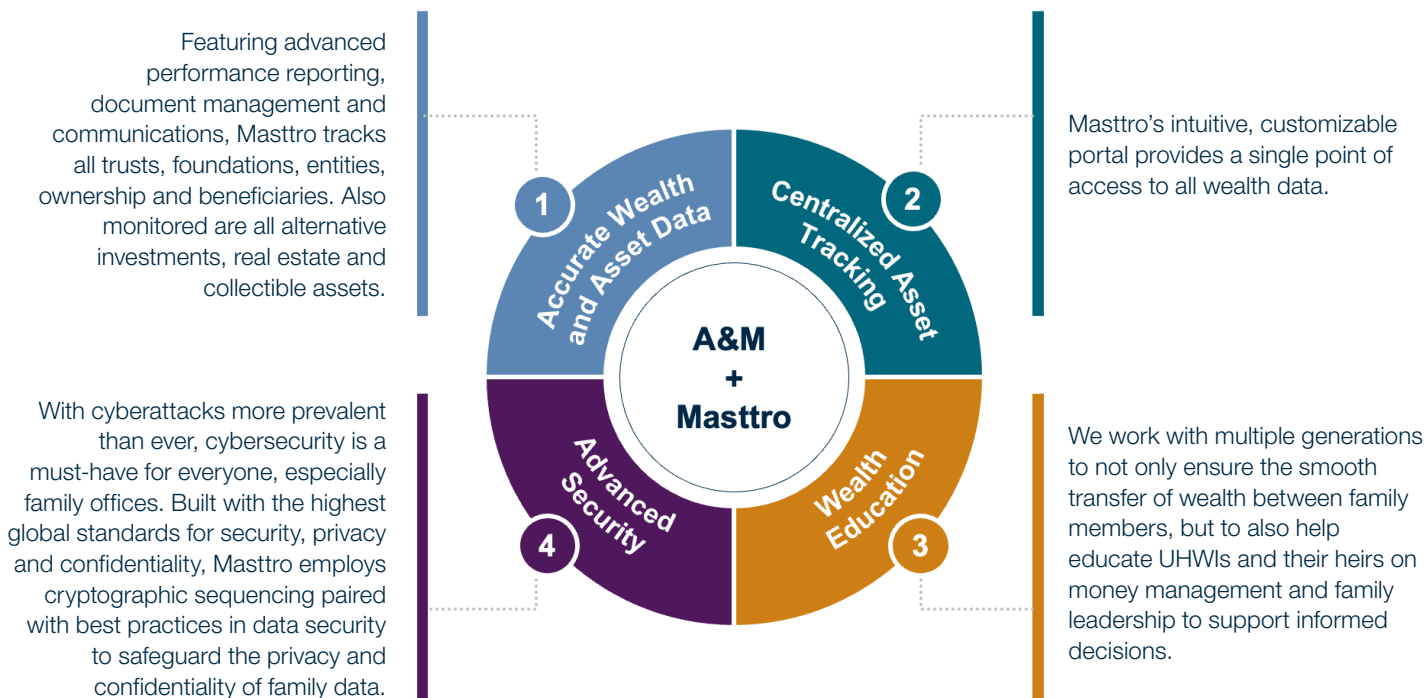 Featuring advanced
performance reporting,
document management and
communications, Masttro tracks
all trusts, foundations, entities,
ownership and beneficiaries. Also
monitored are all alternative
investments, real estate and
collectible assets.
1
Accurate Wealth
and Asset Data
2
Centralized Asset
Tracking
Masttro’s intuitive, customizable
portal provides a single point of
access to all wealth data.
A&M
+
Masttro
With cyberattacks more prevalent
than ever, cybersecurity is a
must-have for everyone, especially
family offices. Built with the highest
global standards for security, privacy
and confidentiality, Masttro employs
cryptographic sequencing paired
with best practices in data security
to safeguard the privacy and
confidentiality of family data.
4
Advanced
Security
3
Wealth
Education
We work with multiple generations
to not only ensure the smooth
transfer of wealth between family
members, but to also help
educate UHWIs and their heirs on
money management and family
leadership to support informed
decisions.